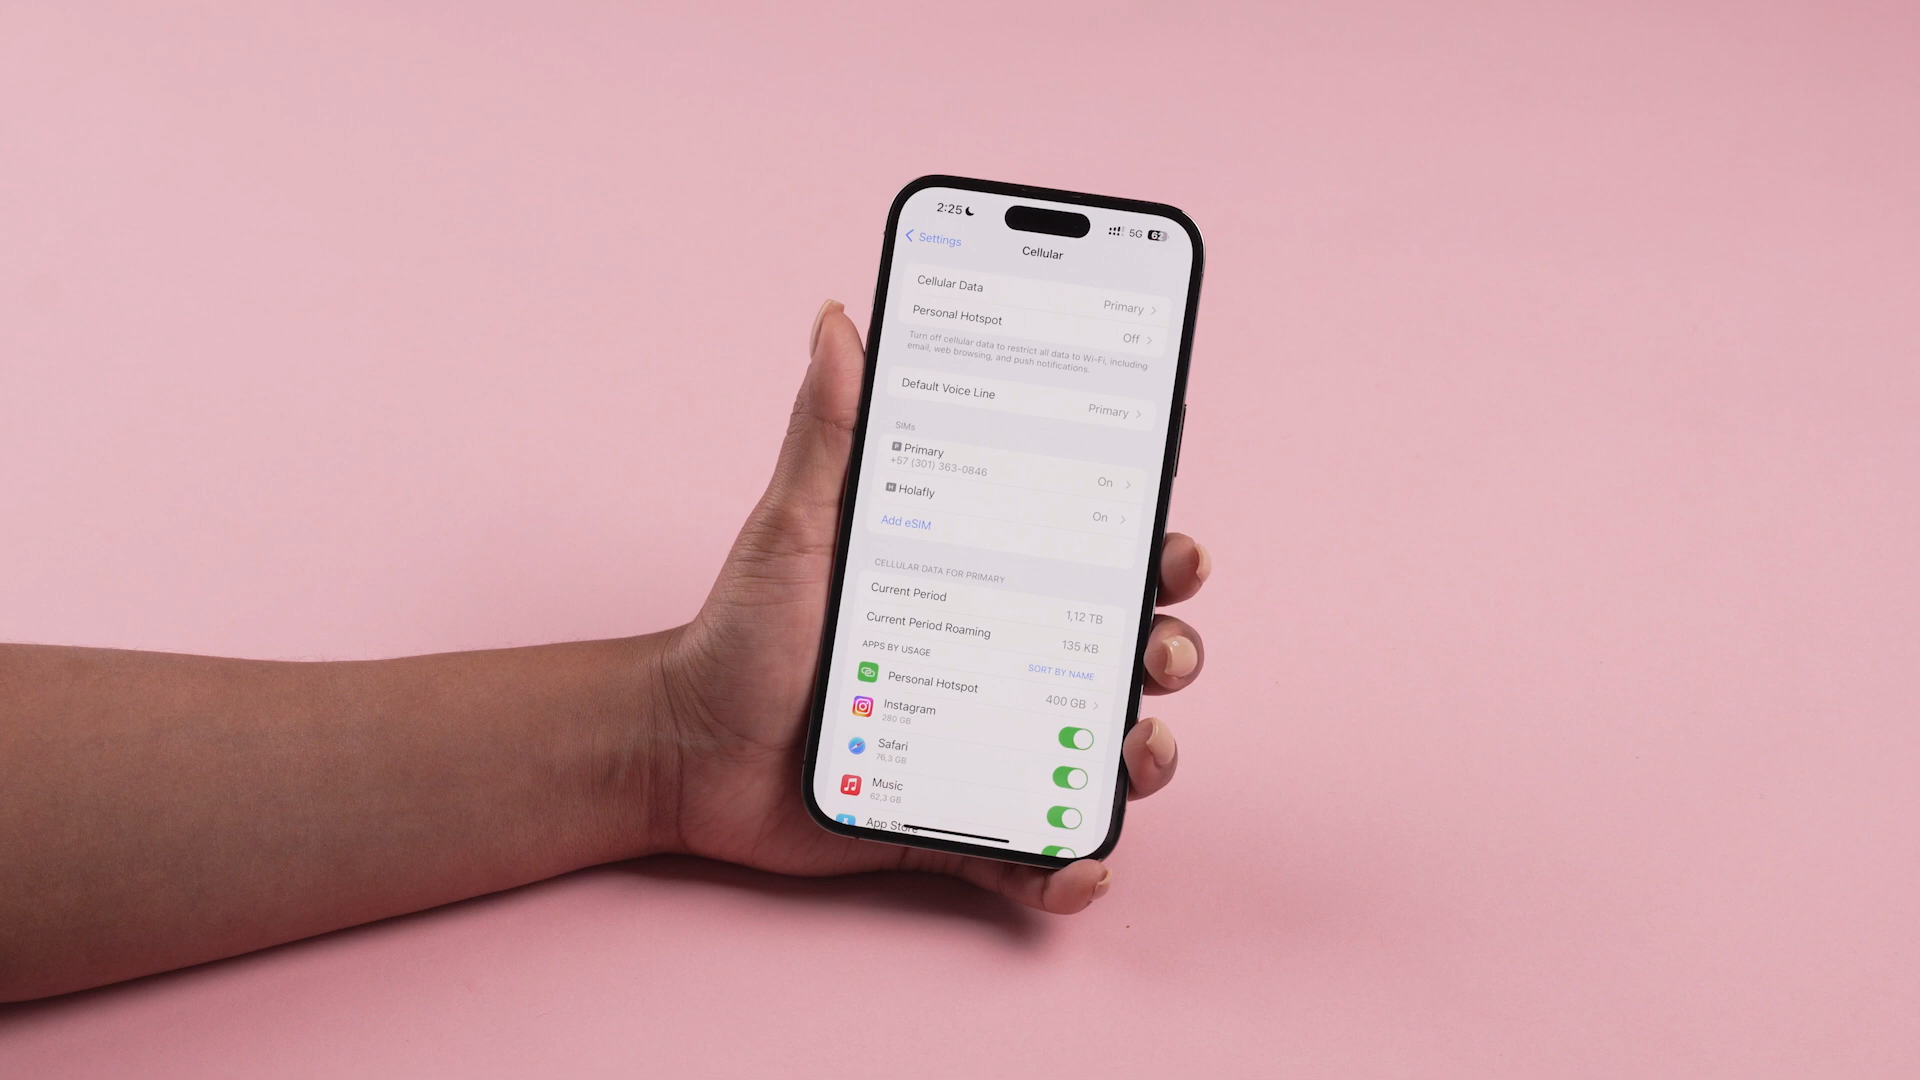 2:25
5G 62
Settings
Cellular
Cellular Data
Primary
Personal Hotspot
Off
Turn off cellular data to restrict all data to Wi-Fi, including
email, web browsing, and push notifications.
Default Voice Line
Primary
SIMs
P Primary
+57 (301) 363-0846
On
H Holafly
On
Add eSIM
CELLULAR DATA FOR PRIMARY
Current Period
1,12 TB
Current Period Roaming
135 KB
APPS BY USAGE
SORT BY NAME
Personal Hotspot
400 GB
Instagram
280 GB
Safari
76,3 GB
Music
62,3 GB
App Store